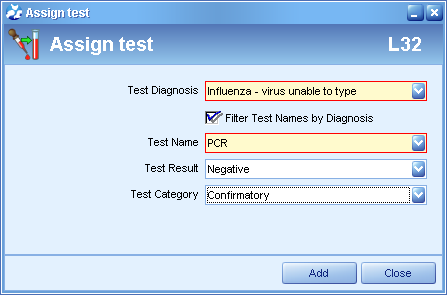 Assign test
Assign test L32
Test Diagnosis Influenza - virus unable to type
Filter Test Names by Diagnosis
Test Name PCR
Test Result Negative
Test Category Confirmatory
Add Close